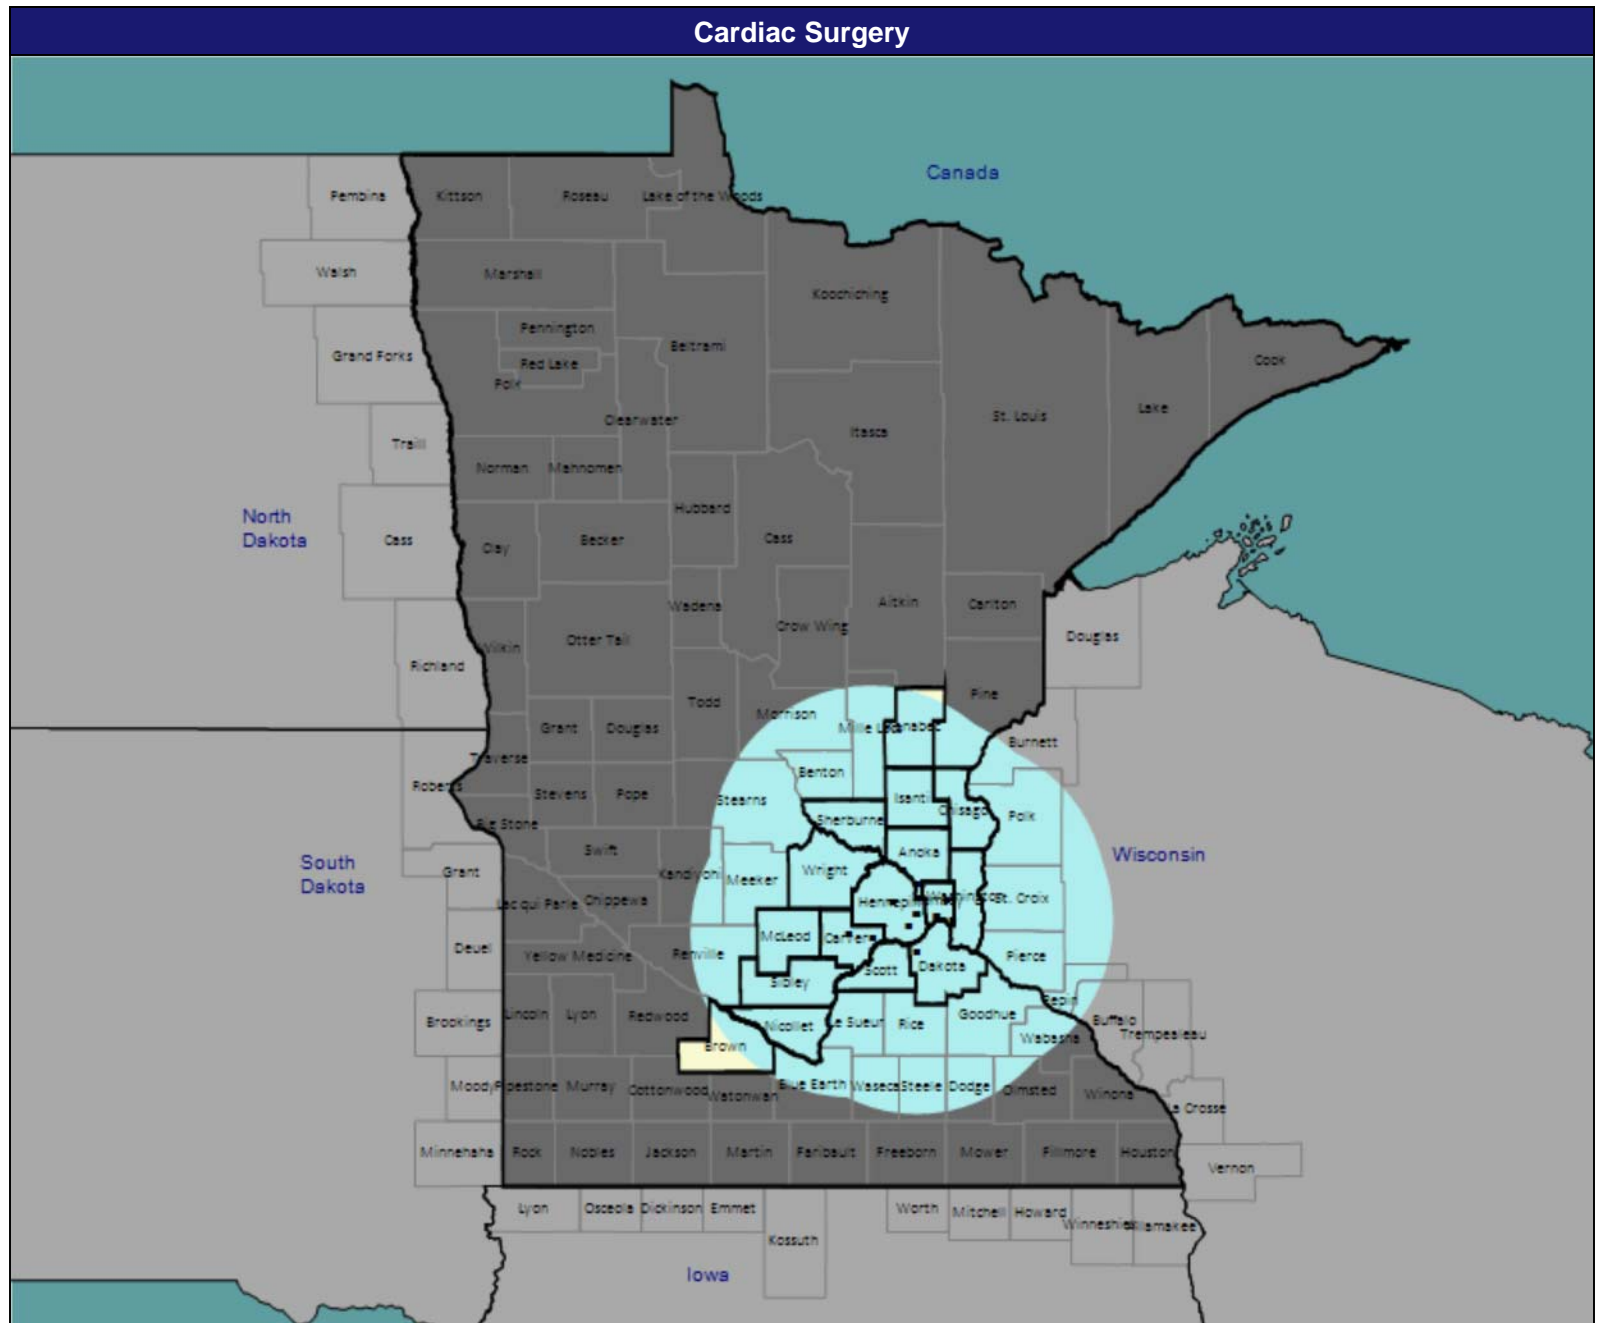 Cardiac Surgery
Canada
Pembina
Kittson
Roseau
Lake of the Woods
Walsh
Marshall
Koochiching
Pennington
Beltrami
Grand Forks
Red Lake
Polk
Cook
Lake
St. Louis
Clearwater
Itasca
Traill
Norman
Mahnomen
Hubbard
North
Dakota
Cass
Clay
Becker
Cass
Wadena
Aitkin
Carlton
Crow Wing
Otter Tail
Wilkin
Douglas
Richland
Pine
Todd
Morrison
Mille Lacs
Kanabec
Grant
Douglas
Burnett
Traverse
Benton
Roberts
Stevens
Pope
Stearns
Isanti
Chisago
Polk
Big Stone
Sherburne
Swift
Anoka
Wisconsin
South
Dakota
Grant
Kandiyohi
Meeker
Wright
Lac qui Parle
Chippewa
Hennepin
Washington
St. Croix
McLeod
Carver
Deuel
Yellow Medicine
Renville
Scott
Dakota
Pierce
Sibley
Pepin
Brookings
Lincoln
Lyon
Redwood
Nicollet
Le Sueur
Rice
Goodhue
Buffalo
Wabasha
Trempealeau
Brown
Moody
Pipestone
Murray
Cottonwood
Watonwan
Blue Earth
Waseca
Steele
Dodge
Olmsted
Winona
La Crosse
Minnehaha
Rock
Nobles
Jackson
Martin
Faribault
Freeborn
Mower
Fillmore
Houston
Vernon
Lyon
Osceola
Dickinson
Emmet
Worth
Mitchell
Howard
Kossuth
Iowa